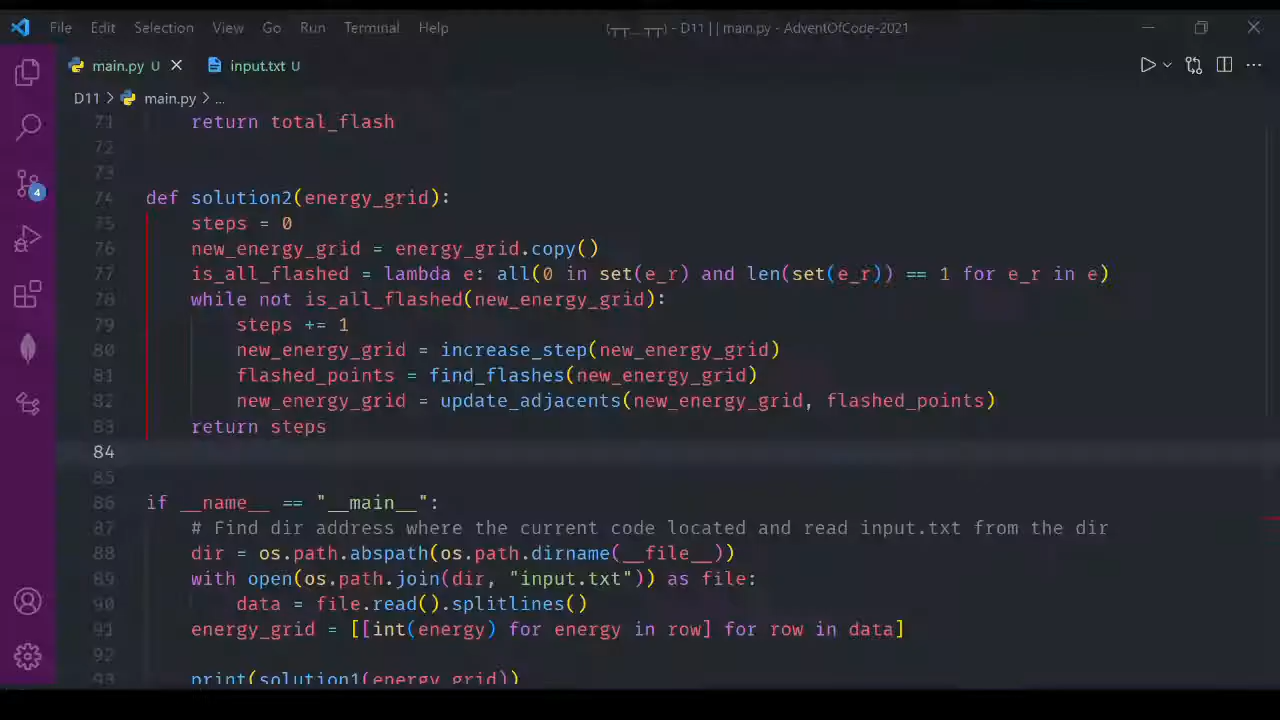 File Edit Selection View Go Run Terminal Help (┬┬﹏┬┬) - D11 | | main.py - AdventOfCode-2021
main.py U input.txt U
D11 > main.py > ...
71 return total_flash
72
73
74 def solution2(energy_grid):
75 steps = 0
76 new_energy_grid = energy_grid.copy()
77 is_all_flashed = lambda e: all(0 in set(e_r) and len(set(e_r)) == 1 for e_r in e)
78 while not is_all_flashed(new_energy_grid):
79 steps += 1
80 new_energy_grid = increase_step(new_energy_grid)
81 flashed_points = find_flashes(new_energy_grid)
82 new_energy_grid = update_adjacents(new_energy_grid, flashed_points)
83 return steps
84
85
86 if __name__ == "__main__":
87 # Find dir address where the current code located and read input.txt from the dir
88 dir = os.path.abspath(os.path.dirname(__file__))
89 with open(os.path.join(dir, "input.txt")) as file:
90 data = file.read().splitlines()
91 energy_grid = [[int(energy) for energy in row] for row in data]
92
93 print(solution1(energy_grid))
4